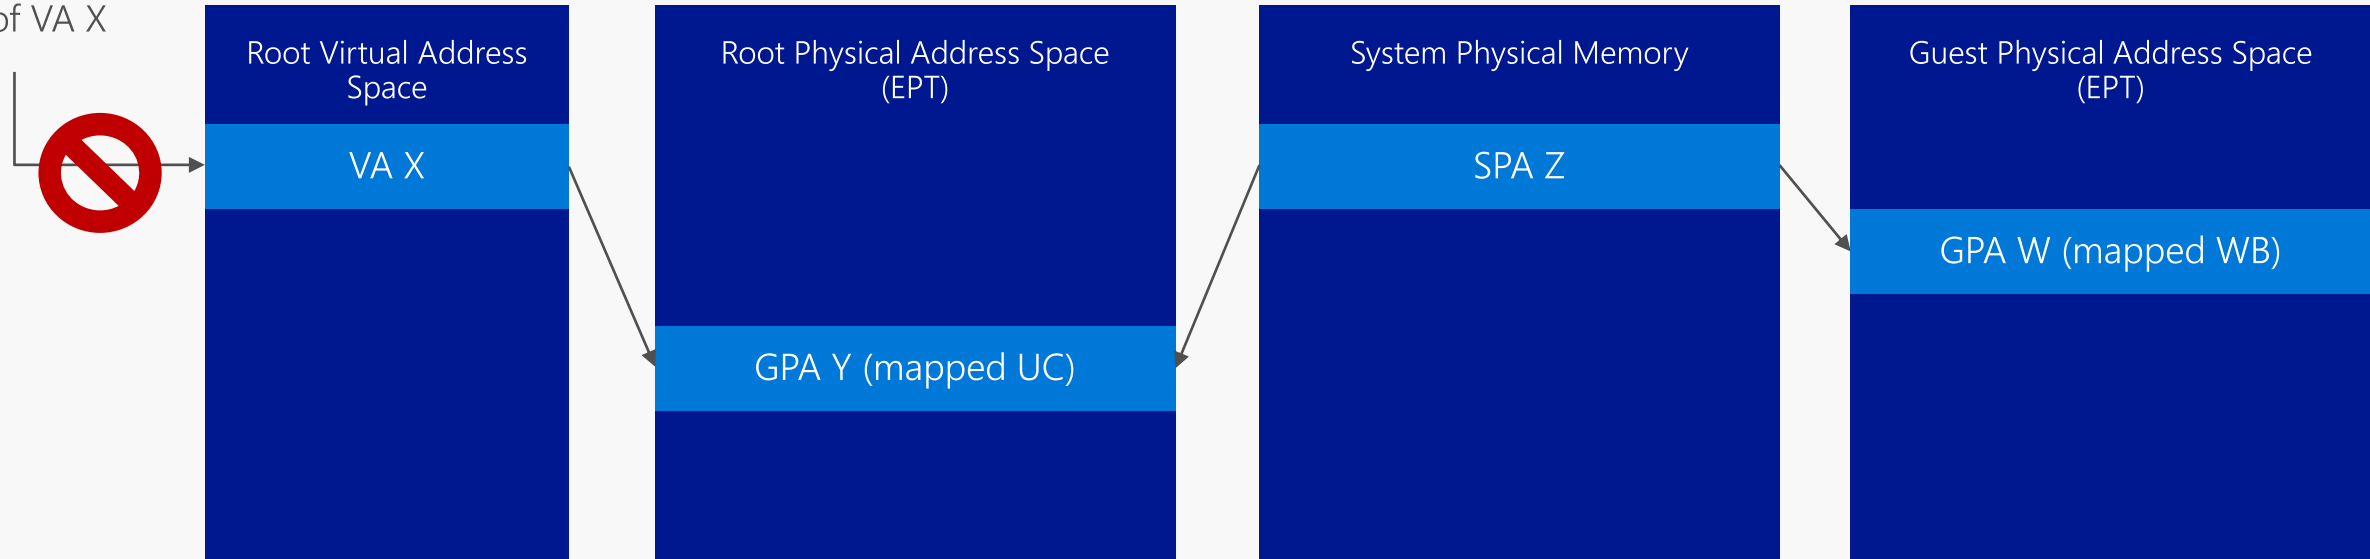 of VA X
Root Virtual Address
Space
VA X
Root Physical Address Space
(EPT)
GPA Y (mapped UC)
System Physical Memory
SPA Z
Guest Physical Address Space
(EPT)
GPA W (mapped WB)